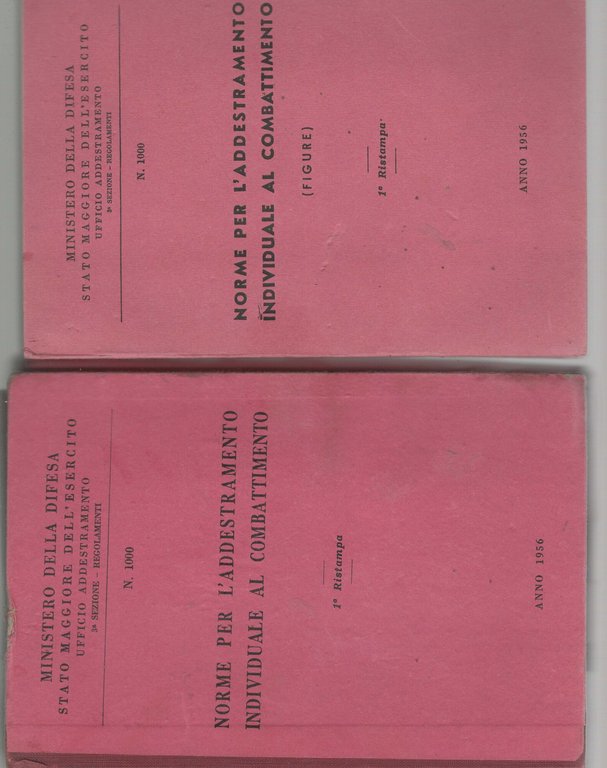 MINISTERO DELLA DIFESA
STATO MAGGIORE DELL'ESERCITO
UFFICIO ADDESTRAMENTO
3ª SEZIONE - REGOLAMENTI
N. 1000
NORME PER L'ADDESTRAMENTO
INDIVIDUALE AL COMBATTIMENTO
(FIGURE)
1ª Ristampa
ANNO 1956
MINISTERO DELLA DIFESA
STATO MAGGIORE DELL'ESERCITO
UFFICIO ADDESTRAMENTO
3ª SEZIONE - REGOLAMENTI
N. 1000
NORME PER L'ADDESTRAMENTO
INDIVIDUALE AL COMBATTIMENTO
1ª Ristampa
ANNO 1956